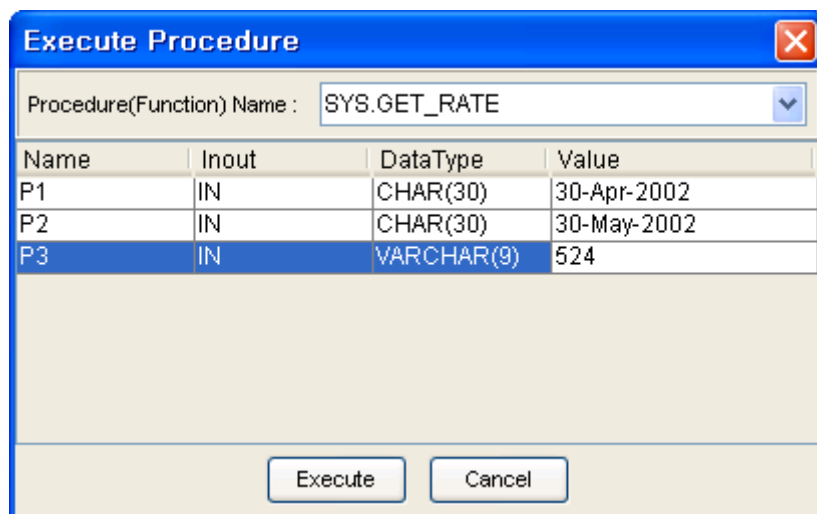 Execute Procedure
Procedure(Function) Name : SYS.GET_RATE
Name Inout DataType Value
P1 IN CHAR(30) 30-Apr-2002
P2 IN CHAR(30) 30-May-2002
P3 IN VARCHAR(9) 524
Execute Cancel